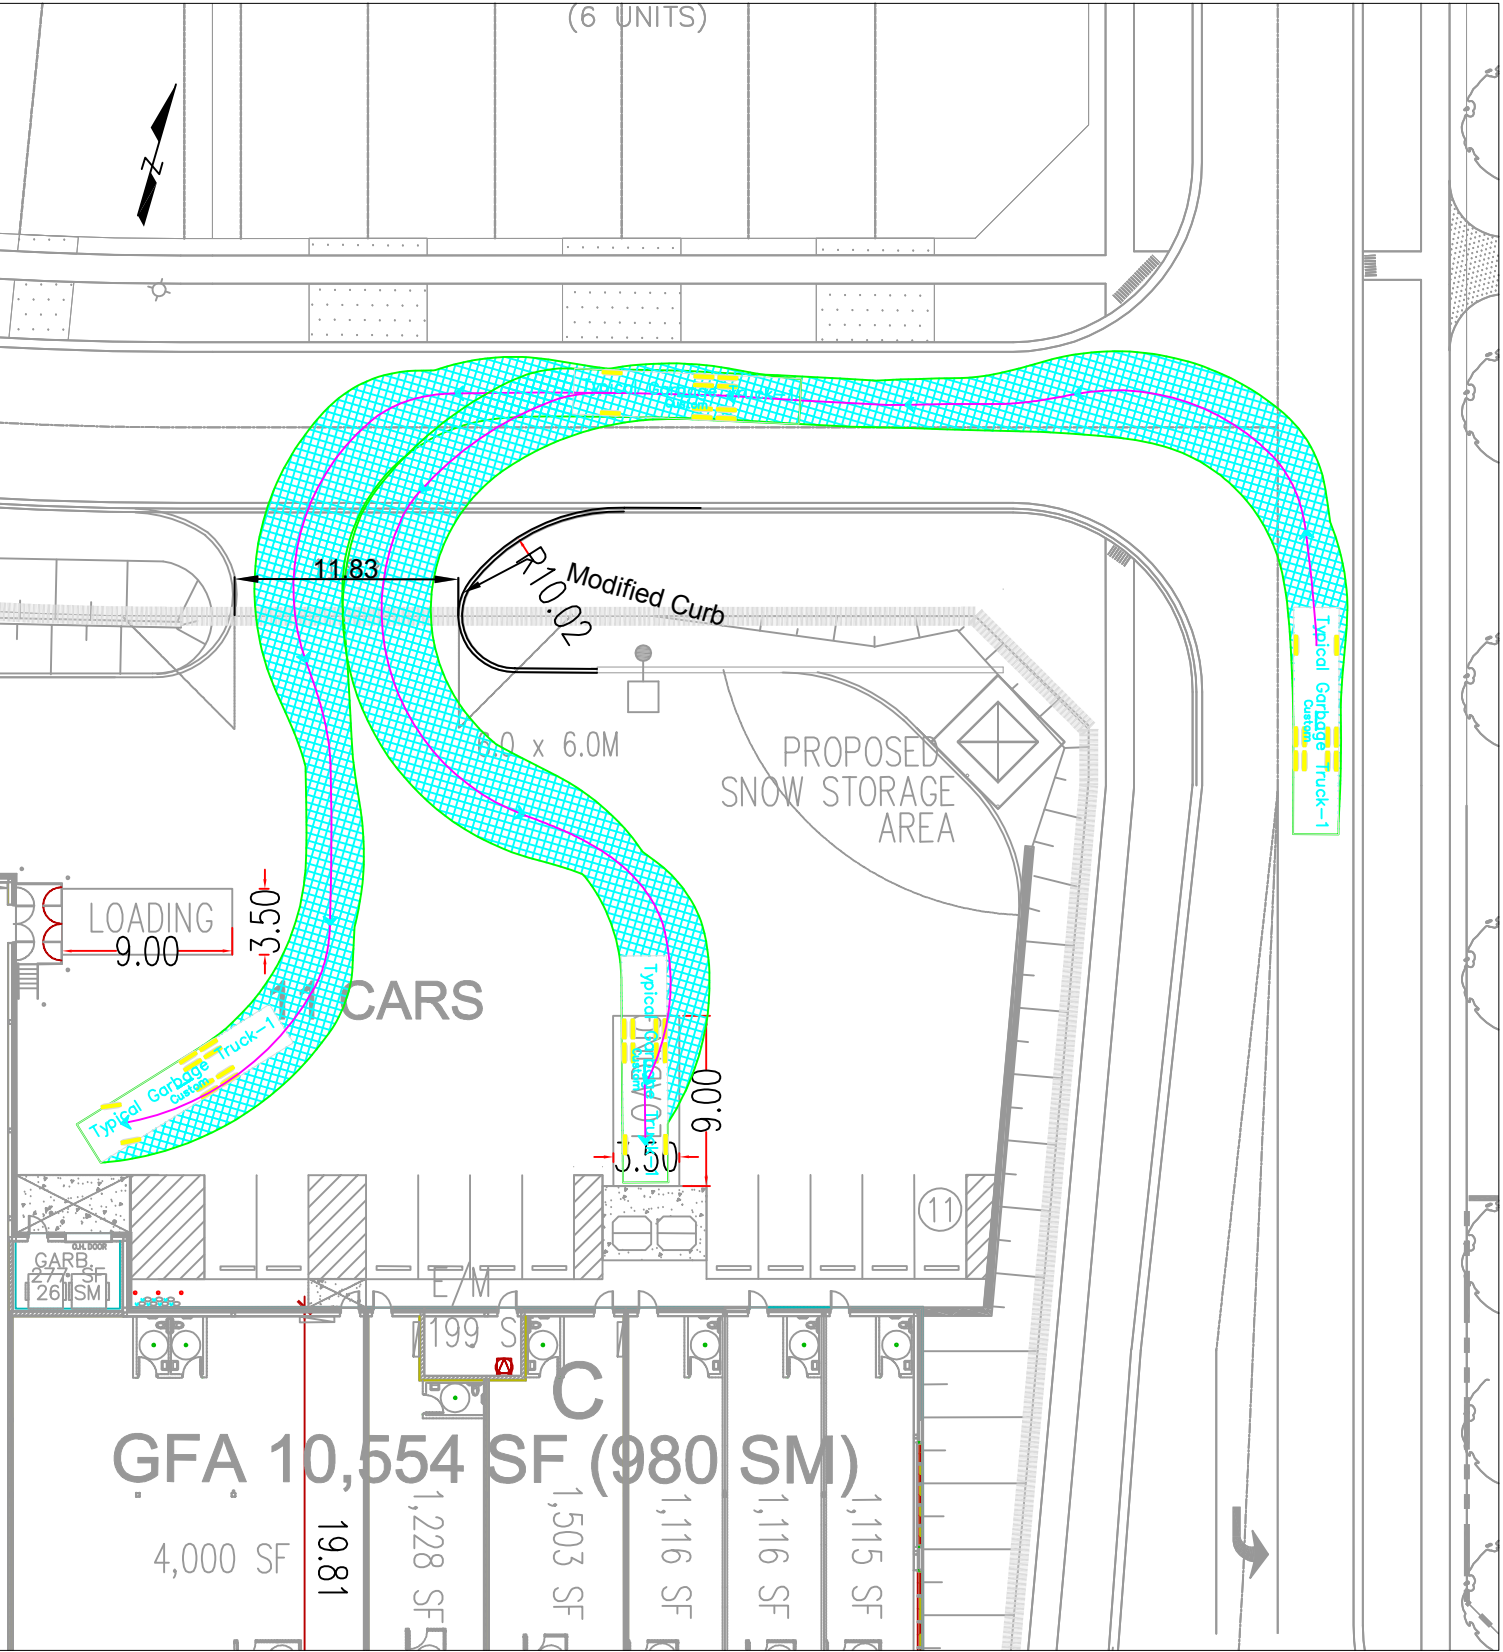 (6 UNITS)
N
Custom
11.83
R10.02
Modified Curb
Typical Garbage Truck-1
Custom
6.0 x 6.0M
PROPOSED
SNOW STORAGE
AREA
LOADING
9.00
3.50
11 CARS
Typical Garbage Truck-1
Custom
Typical Garbage Truck-1
Custom
LOADING
9.00
3.50
11
O.H. DOOR
GARB.
277 SF
26 SM
E/M
199 S
C
GFA 10,554 SF (980 SM)
4,000 SF
19.81
1,228 SF
1,503 SF
1,116 SF
1,116 SF
1,115 SF